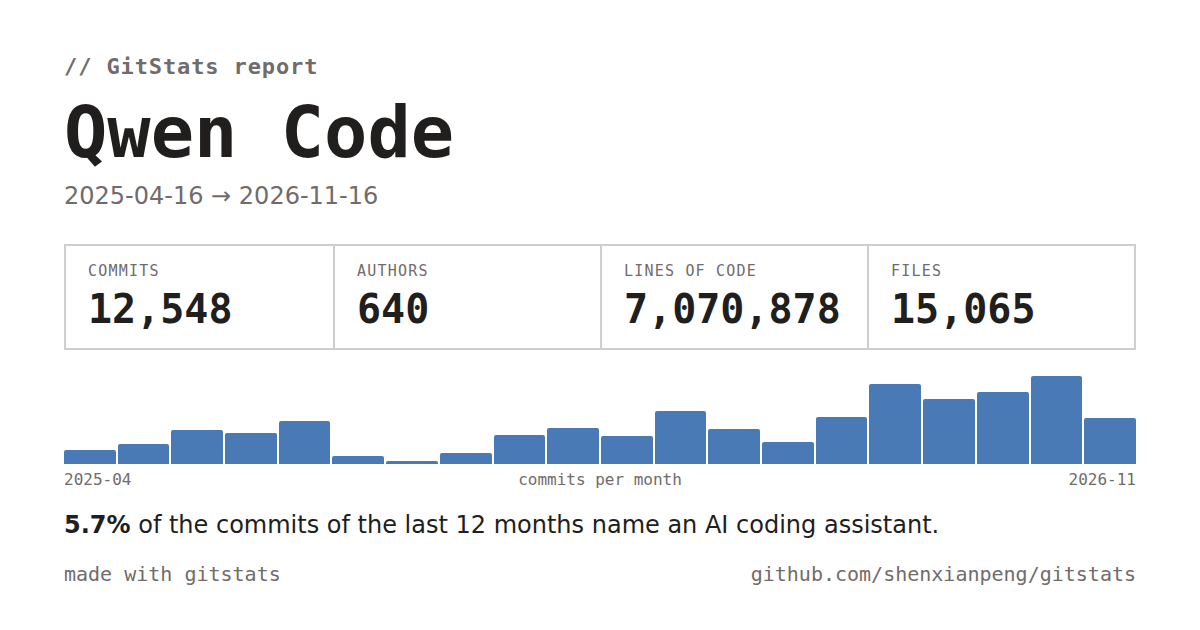 // GitStats report
Qwen Code
2025-04-16 → 2026-11-16
COMMITS AUTHORS LINES OF CODE FILES
12,548 640 7,070,878 15,065
2025-04 commits per month 2026-11
5.7% of the commits of the last 12 months name an AI coding assistant.
made with gitstats github.com/shenxianpeng/gitstats